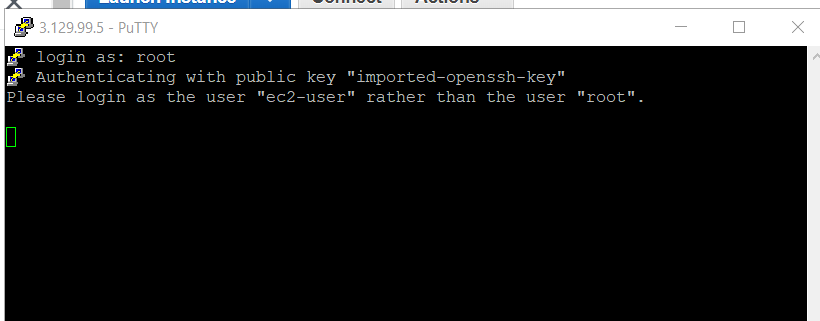 Launch Instance Connect Actions
3.129.99.5 - PuTTY
login as: root
Authenticating with public key "imported-openssh-key"
Please login as the user "ec2-user" rather than the user "root".